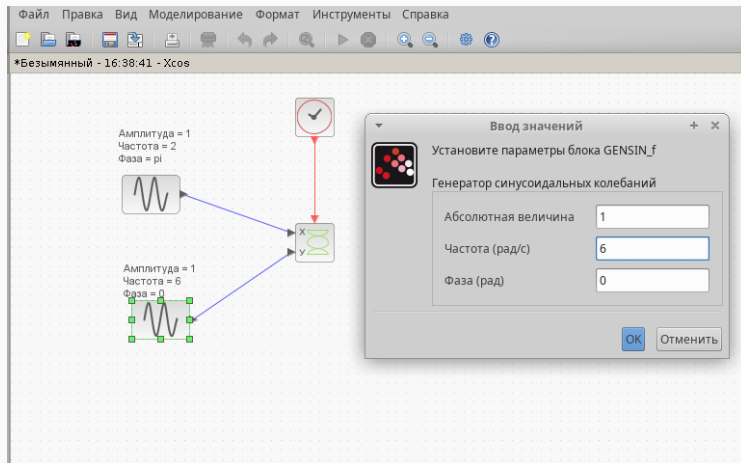 Файл Правка Вид Моделирование Формат Инструменты Справка
*Безымянный - 16:38:41 - Xcos
Амплитуда = 1
Частота = 2
Фаза = pi
X
У
Амплитуда = 1
Частота = 6
Фаза = 0
Ввод значений
Установите параметры блока GENSIN_f
Генератор синусоидальных колебаний
Абсолютная величина 1
Частота (рад/с) 6
Фаза (рад) 0
OK Отменить